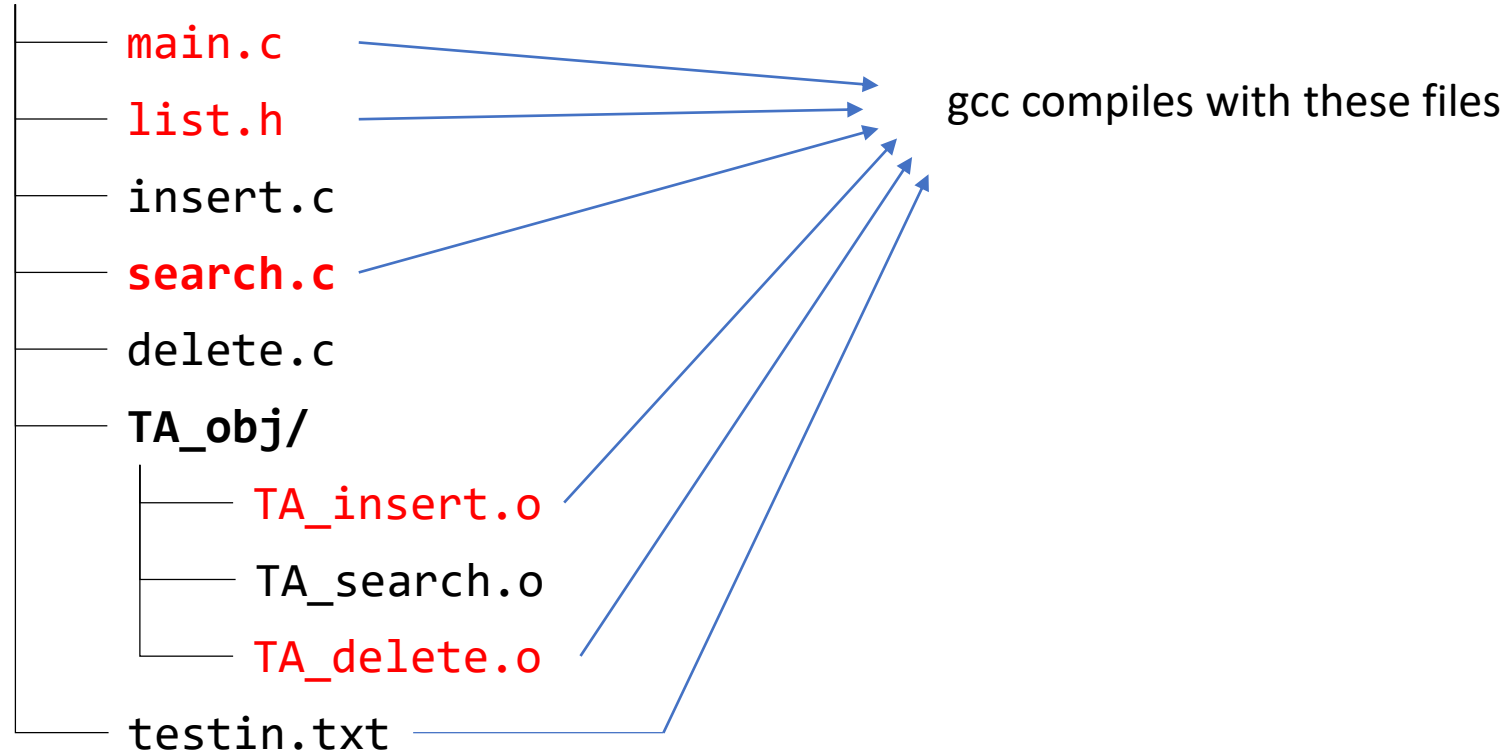 main.c
gcc compiles with these files
list.h
insert.c
search.c
delete.c
TA_obj/
TA_insert.o
TA_search.o
TA_delete.o
testin.txt